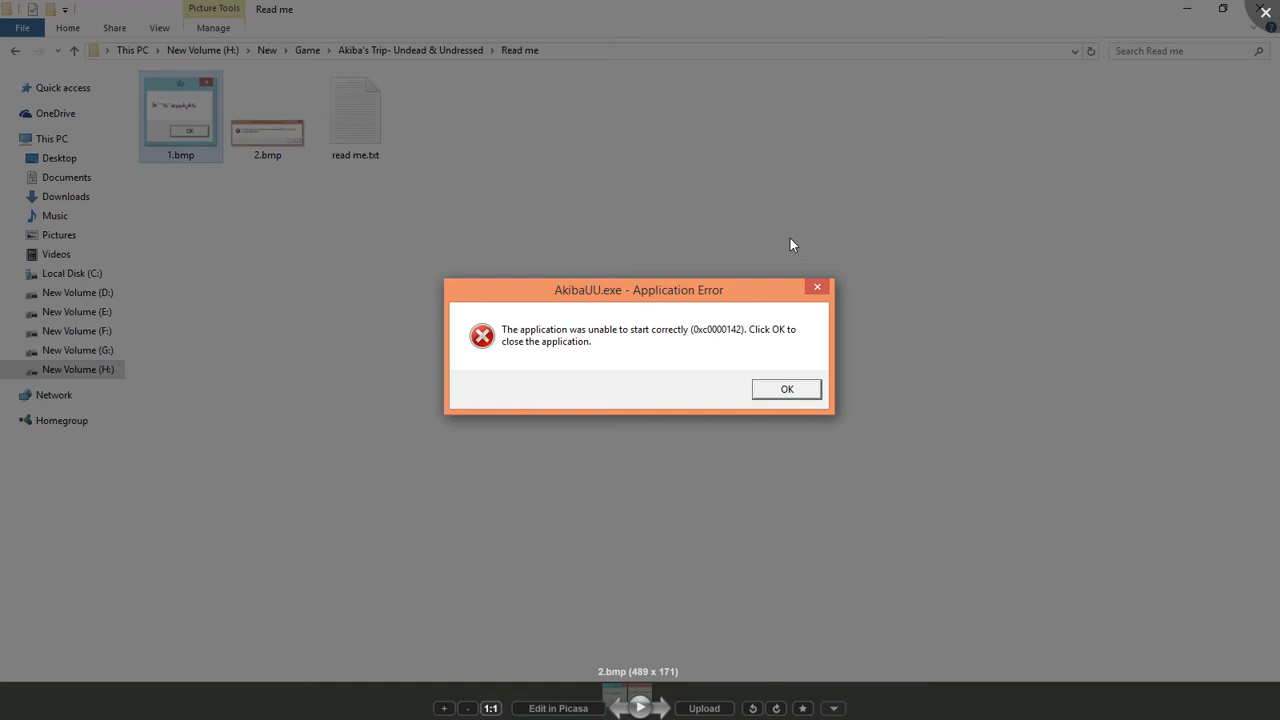 Picture Tools
Read me
File
Home
Share
View
Manage
This PC
New Volume (H:)
New
Game
Akiba's Trip- Undead & Undressed
Read me
Search Read me
Quick access
OneDrive
This PC
Desktop
Documents
Downloads
Music
Pictures
Videos
Local Disk (C:)
New Volume (D:)
New Volume (E:)
New Volume (F:)
New Volume (G:)
New Volume (H:)
Network
Homegroup
OK
1.bmp
2.bmp
read me.txt
AkibaUU.exe - Application Error
The application was unable to start correctly (0xc0000142). Click OK to
close the application.
OK
2.bmp (489 x 171)
+
-
1:1
Edit in Picasa
Upload